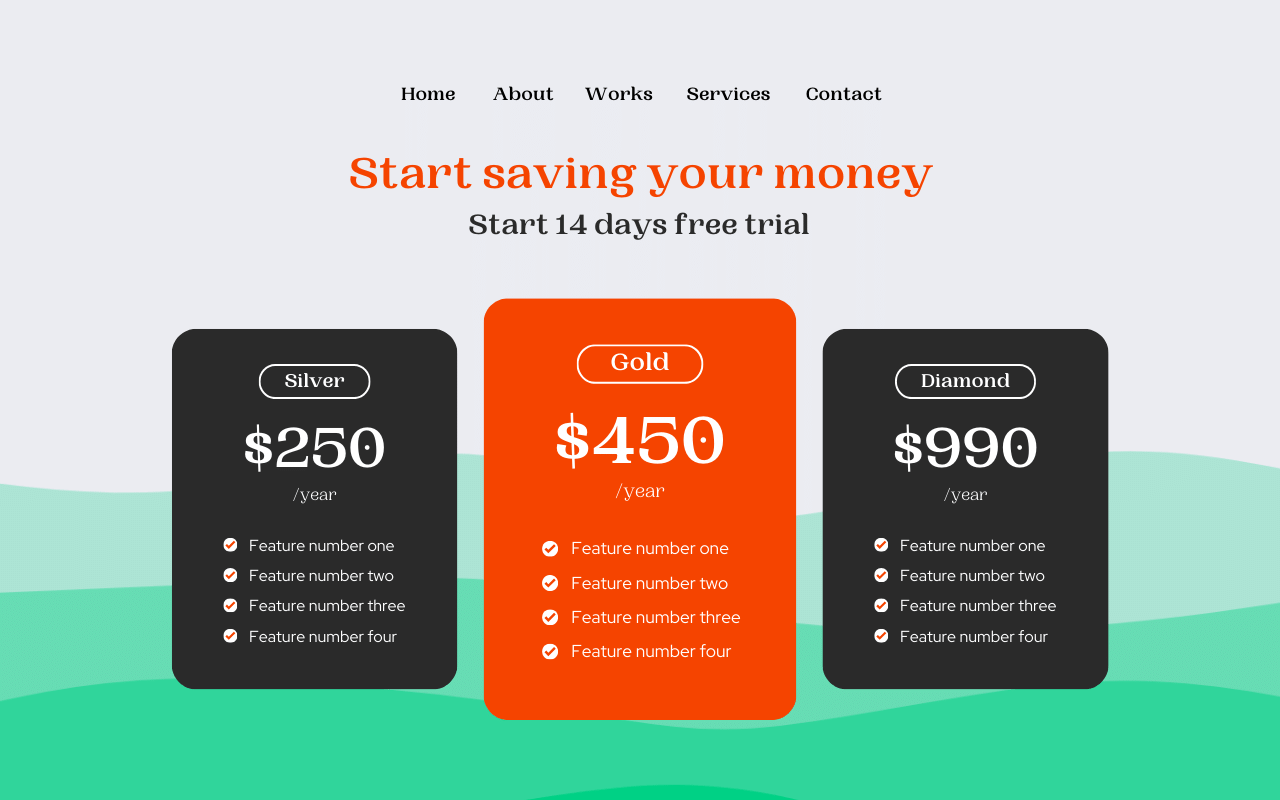 Home About Works Services Contact
Start saving your money
Start 14 days free trial
Silver
$250
/year
Feature number one
Feature number two
Feature number three
Feature number four
Gold
$450
/year
Feature number one
Feature number two
Feature number three
Feature number four
Diamond
$990
/year
Feature number one
Feature number two
Feature number three
Feature number four